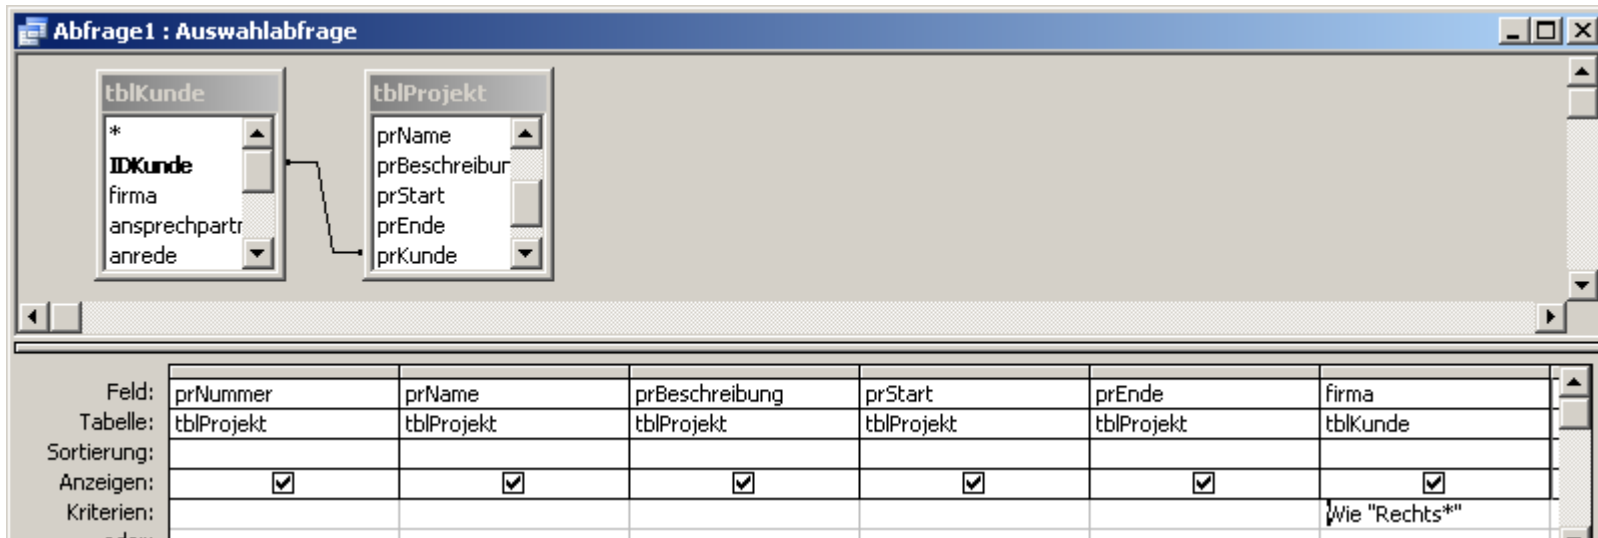 Abfrage1 : Auswahlabfrage
tblKunde
*
IDKunde
firma
ansprechpartr
anrede
tblProjekt
prName
prBeschreibur
prStart
prEnde
prKunde
Feld: prNummer prName prBeschreibung prStart prEnde firma
Tabelle: tblProjekt tblProjekt tblProjekt tblProjekt tblProjekt tblKunde
Sortierung:
Anzeigen:
Kriterien: Wie "Rechts*"
oder: